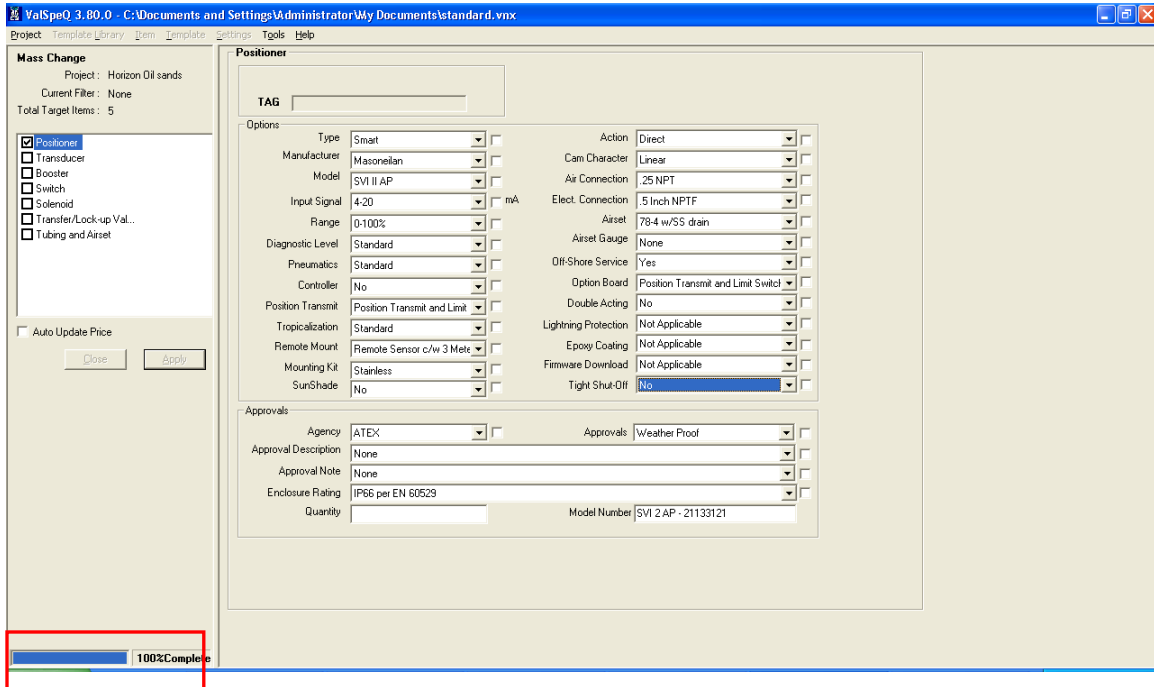 ValSpeQ 3.80.0 - C:\Documents and Settings\Administrator\My Documents\standard.vnx
Project Template Library Item Template Settings Tools Help
Mass Change
Project : Horizon Oil sands
Current Filter : None
Total Target Items : 5
Positioner
Transducer
Booster
Switch
Solenoid
Transfer/Lock-up Val...
Tubing and Airset
Auto Update Price
Close Apply
100%Complete
Positioner
TAG
Options
Type Smart
Manufacturer Masoneilan
Model SVI II AP
Input Signal 4-20 mA
Range 0-100%
Diagnostic Level Standard
Pneumatics Standard
Controller No
Position Transmit Position Transmit and Limit
Tropicalization Standard
Remote Mount Remote Sensor c/w 3 Mete
Mounting Kit Stainless
SunShade No
Action Direct
Cam Character Linear
Air Connection .25 NPT
Elect. Connection .5 Inch NPTF
Airset 78-4 w/SS drain
Airset Gauge None
Off-Shore Service Yes
Option Board Position Transmit and Limit Switch
Double Acting No
Lightning Protection Not Applicable
Epoxy Coating Not Applicable
Firmware Download Not Applicable
Tight Shut-Off No
Approvals
Agency ATEX Approvals Weather Proof
Approval Description None
Approval Note None
Enclosure Rating IP66 per EN 60529
Quantity Model Number SVI 2 AP - 21133121